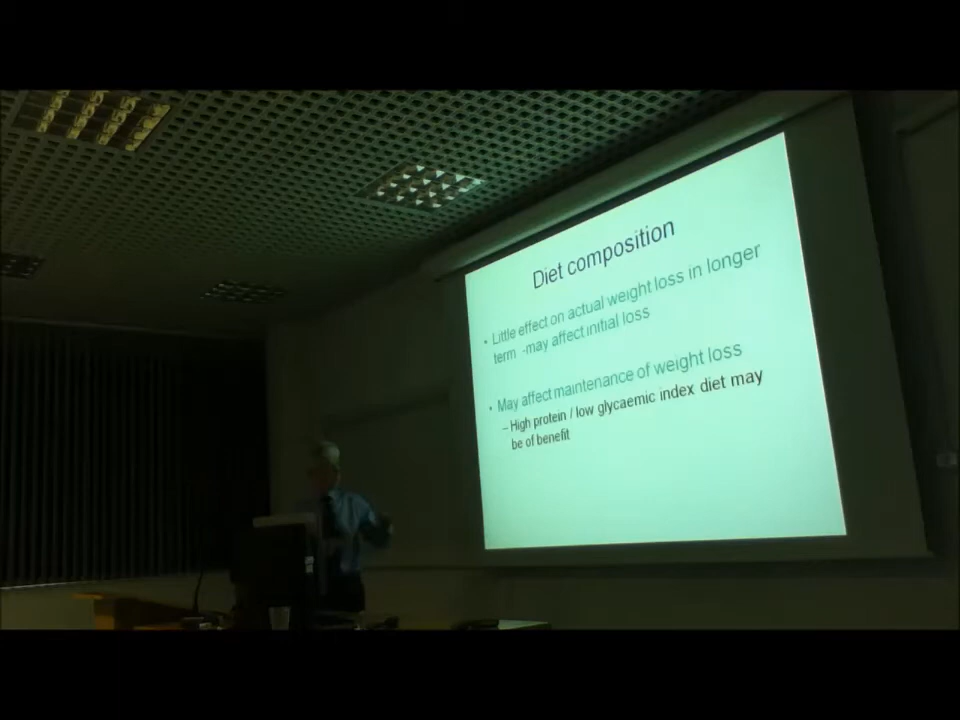 Diet composition
• Little effect on actual weight loss in longer
term -may affect initial loss
• May affect maintenance of weight loss
– High protein / low glycaemic index diet may
be of benefit